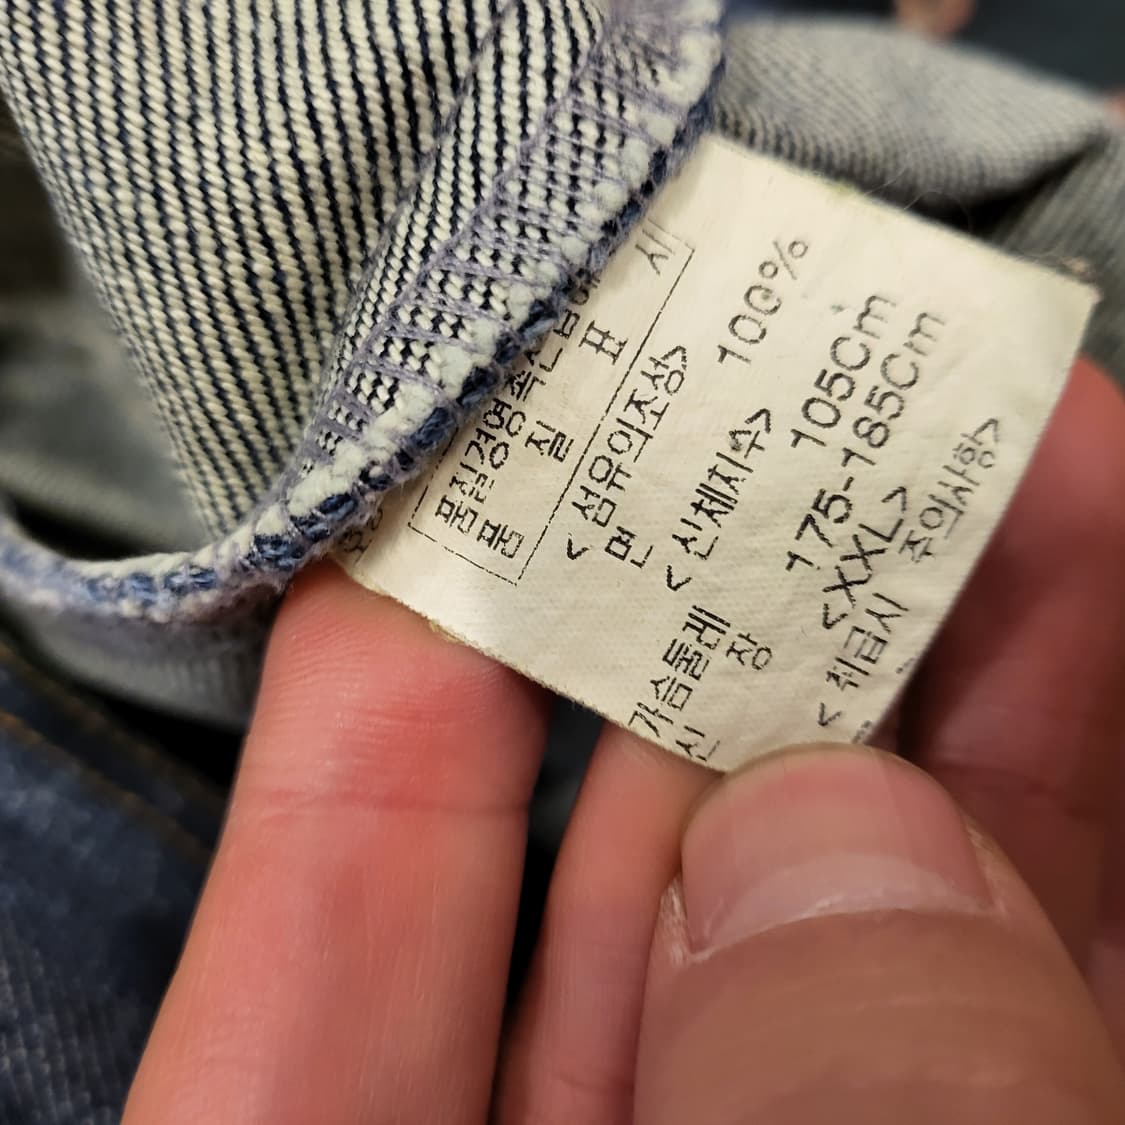 품질경영촉진법에
품 질 표 시
<섬유의조성>
면 100%
<신체치수>
가슴둘레 105Cm
신 장 175-185Cm
<XXL>
<취급시 주의사항>